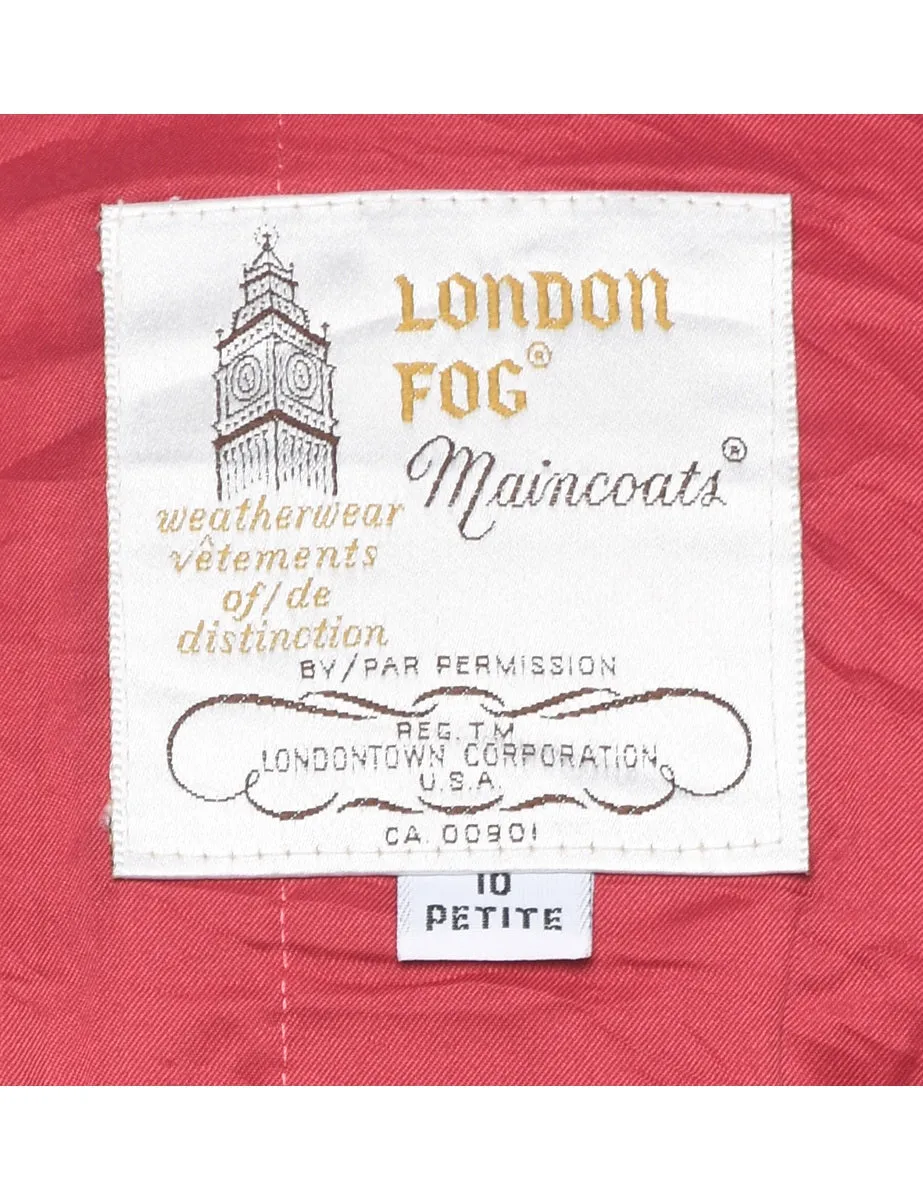 LONDON
FOG®
Maincoats®
weatherwear
vêtements
of/de
distinction
BY/PAR PERMISSION
REG. T.M
LONDONTOWN CORPORATION
U.S.A.
CA. 00901
10
PETITE